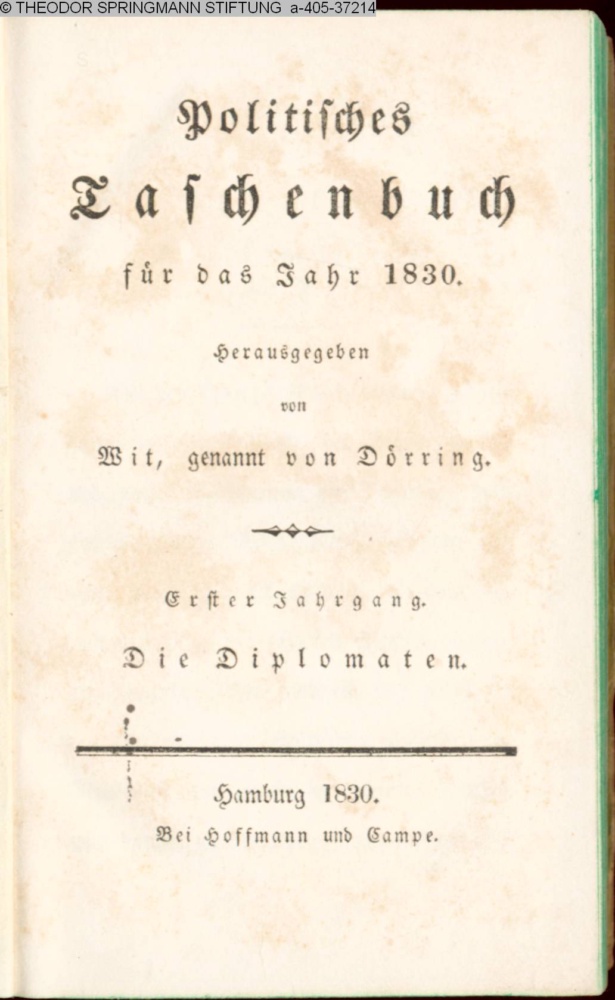 © THEODOR SPRINGMANN STIFTUNG a-405-37214
Politisches
Taschenbuch
für das Jahr 1830.
Herausgegeben
von
Wit, genannt von Dörring.
Erster Jahrgang.
Die Diplomaten.
Hamburg 1830.
Bei Hoffmann und Campe.